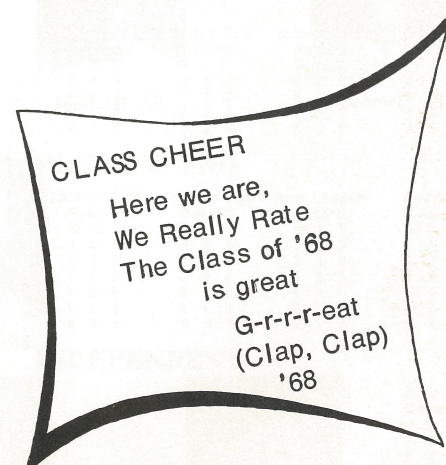 CLASS CHEER
Here we are,
We Really Rate
The Class of '68
is great
G-r-r-r-eat
(Clap, Clap)
'68